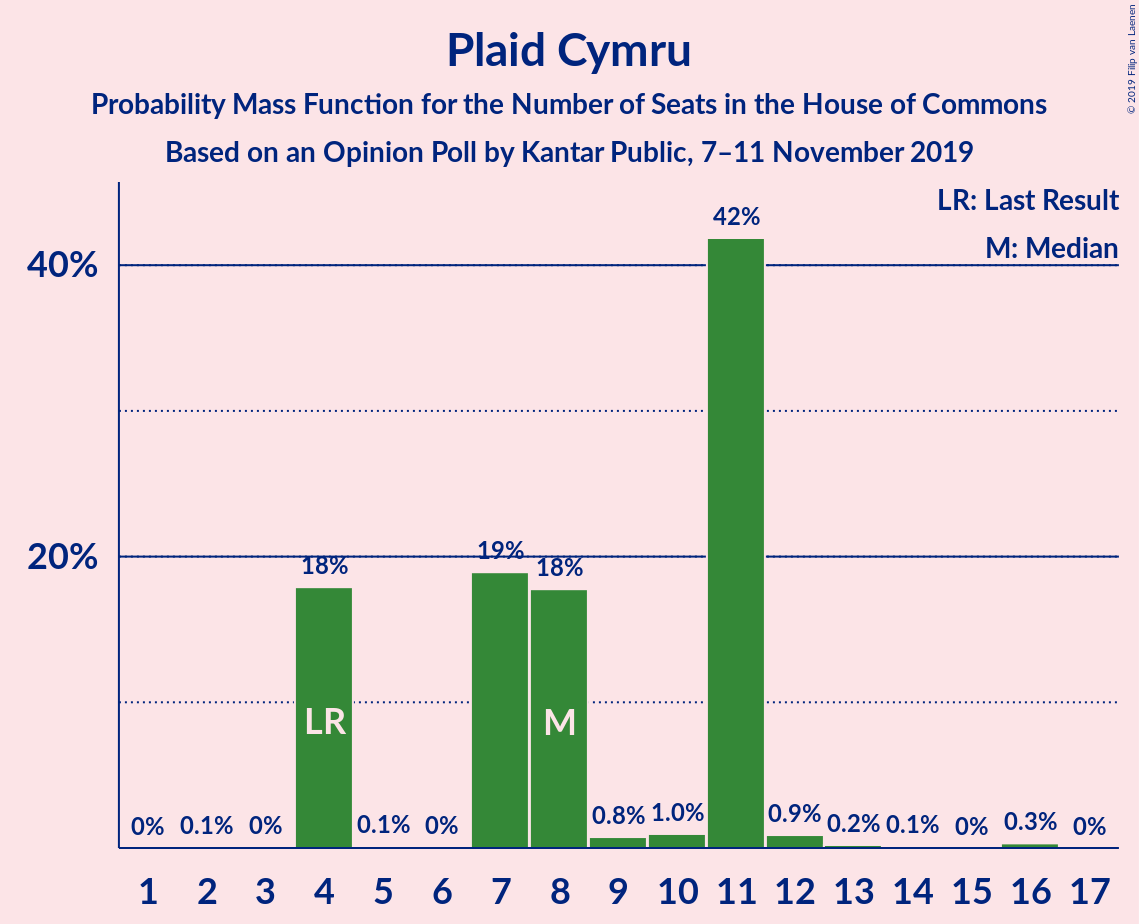 Plaid Cymru
Probability Mass Function for the Number of Seats in the House of Commons
Based on an Opinion Poll by Kantar Public, 7–11 November 2019
© 2019 Filip van Laenen
LR: Last Result
M: Median
40%
20%
0% 0.1% 0% 18% 0.1% 0% 19% 18% 0.8% 1.0% 42% 0.9% 0.2% 0.1% 0% 0.3% 0%
LR M
1 2 3 4 5 6 7 8 9 10 11 12 13 14 15 16 17